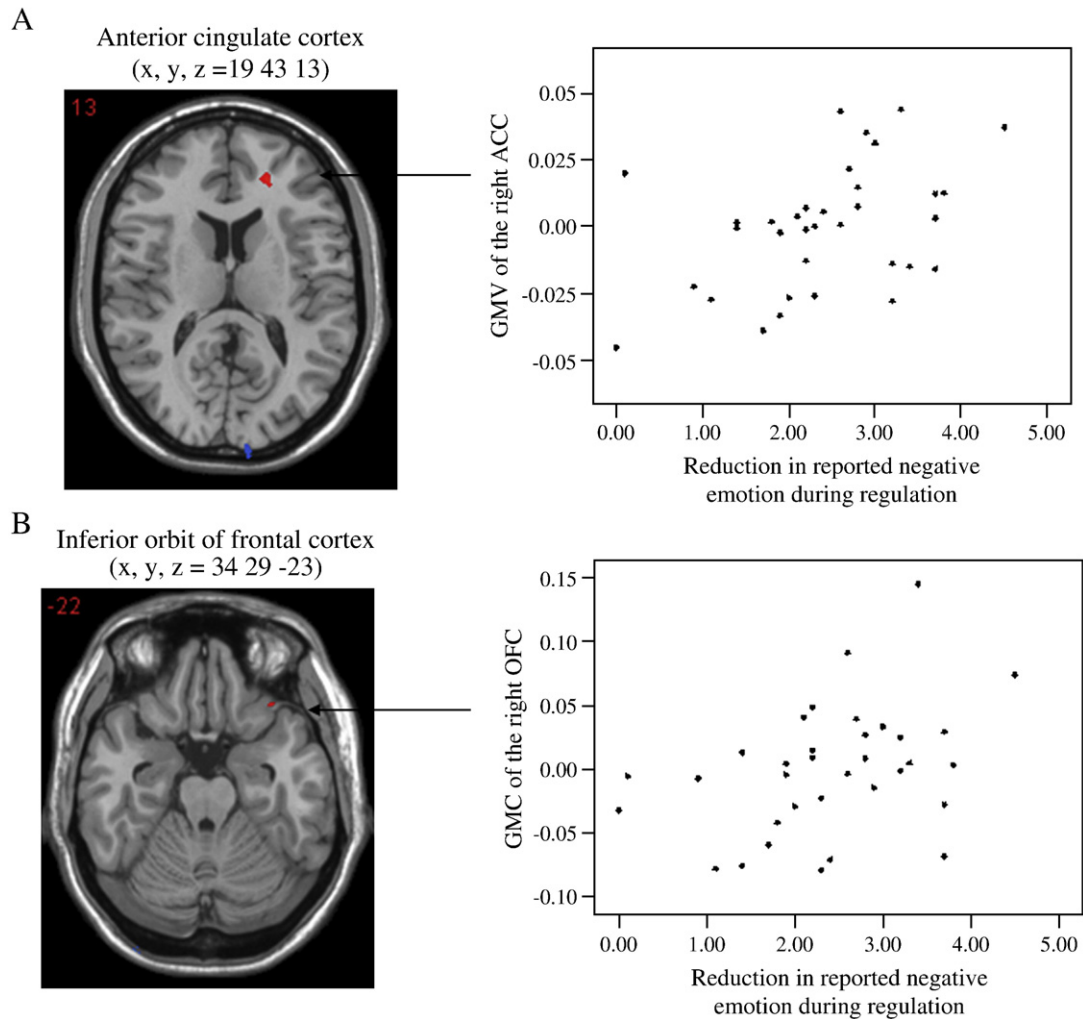 A
Anterior cingulate cortex
(x, y, z =19 43 13)
13
GMV of the right ACC
0.05
0.025
0.00
-0.025
-0.05
0.00 1.00 2.00 3.00 4.00 5.00
Reduction in reported negative
emotion during regulation
B
Inferior orbit of frontal cortex
(x, y, z = 34 29 -23)
-22
GMC of the right OFC
0.15
0.10
0.05
0.00
-0.05
-0.10
0.00 1.00 2.00 3.00 4.00 5.00
Reduction in reported negative
emotion during regulation